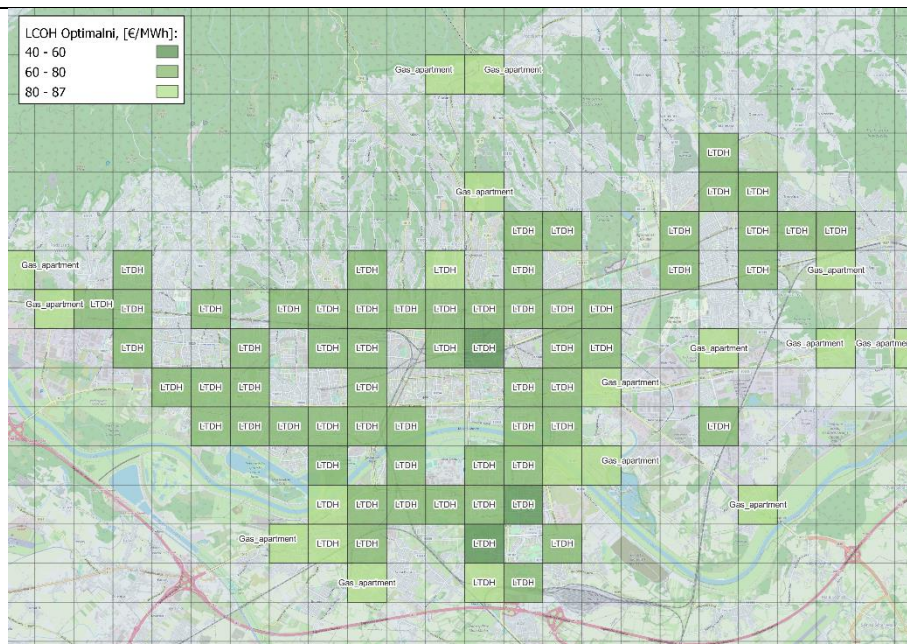 LCOH Optimalni, [€/MWh]:
40 - 60
60 - 80
80 - 87
Gas_apartment Gas_apartment
LTDH
Gas_apartment LTDH LTDH
LTDH LTDH LTDH LTDH LTDH LTDH
Gas_apartment LTDH LTDH LTDH LTDH LTDH LTDH Gas_apartment
Gas_apartment LTDH LTDH LTDH LTDH LTDH LTDH LTDH LTDH LTDH LTDH LTDH LTDH
LTDH LTDH LTDH LTDH LTDH LTDH LTDH LTDH Gas_apartment Gas_apartment Gas_apartment
LTDH LTDH LTDH LTDH LTDH LTDH Gas_apartment
LTDH LTDH LTDH LTDH LTDH LTDH LTDH LTDH LTDH
LTDH LTDH LTDH LTDH Gas_apartment
LTDH LTDH LTDH LTDH LTDH LTDH Gas_apartment
Gas_apartment LTDH LTDH LTDH LTDH
Gas_apartment LTDH LTDH